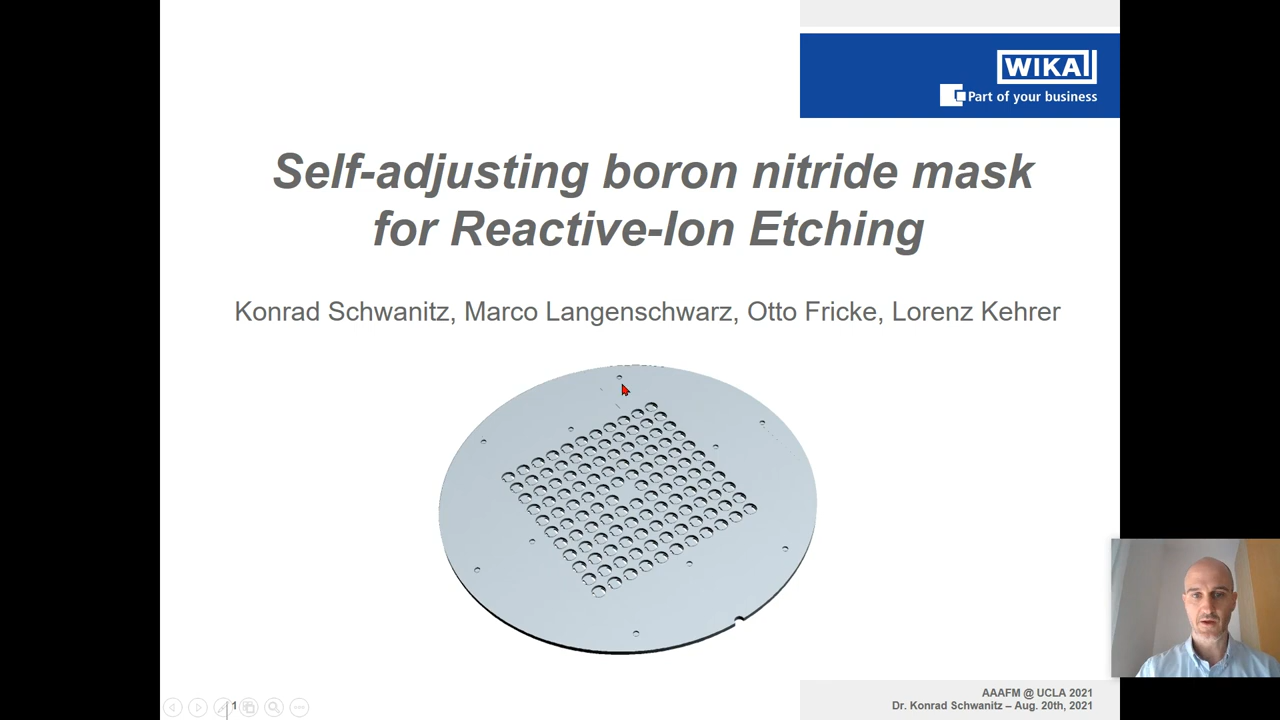 WIKA
Part of your business
Self-adjusting boron nitride mask
for Reactive-Ion Etching
Konrad Schwanitz, Marco Langenschwarz, Otto Fricke, Lorenz Kehrer
1
AAAFM @ UCLA 2021
Dr. Konrad Schwanitz – Aug. 20th, 2021